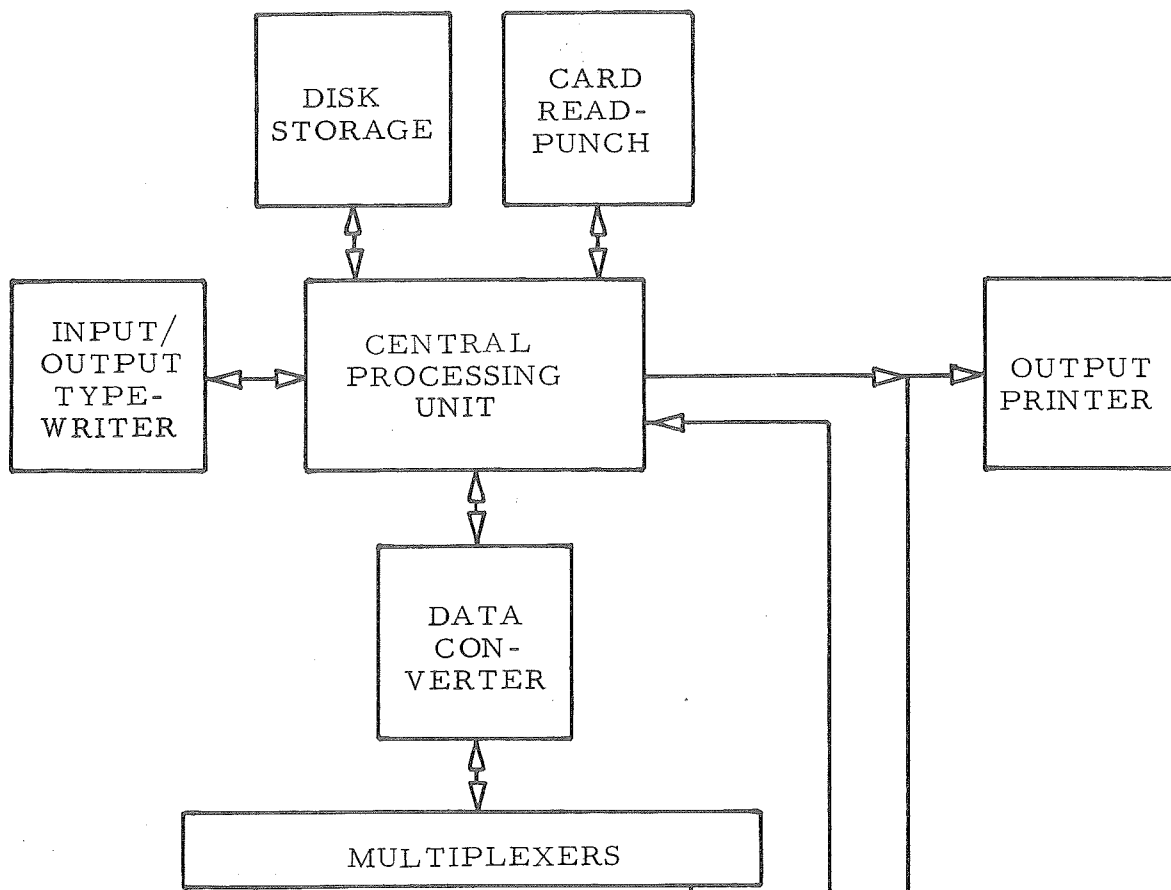 DISK
STORAGE
CARD
READ-
PUNCH
INPUT/
OUTPUT
TYPE-
WRITER
CENTRAL
PROCESSING
UNIT
OUTPUT
PRINTER
DATA
CON-
VERTER
MULTIPLEXERS